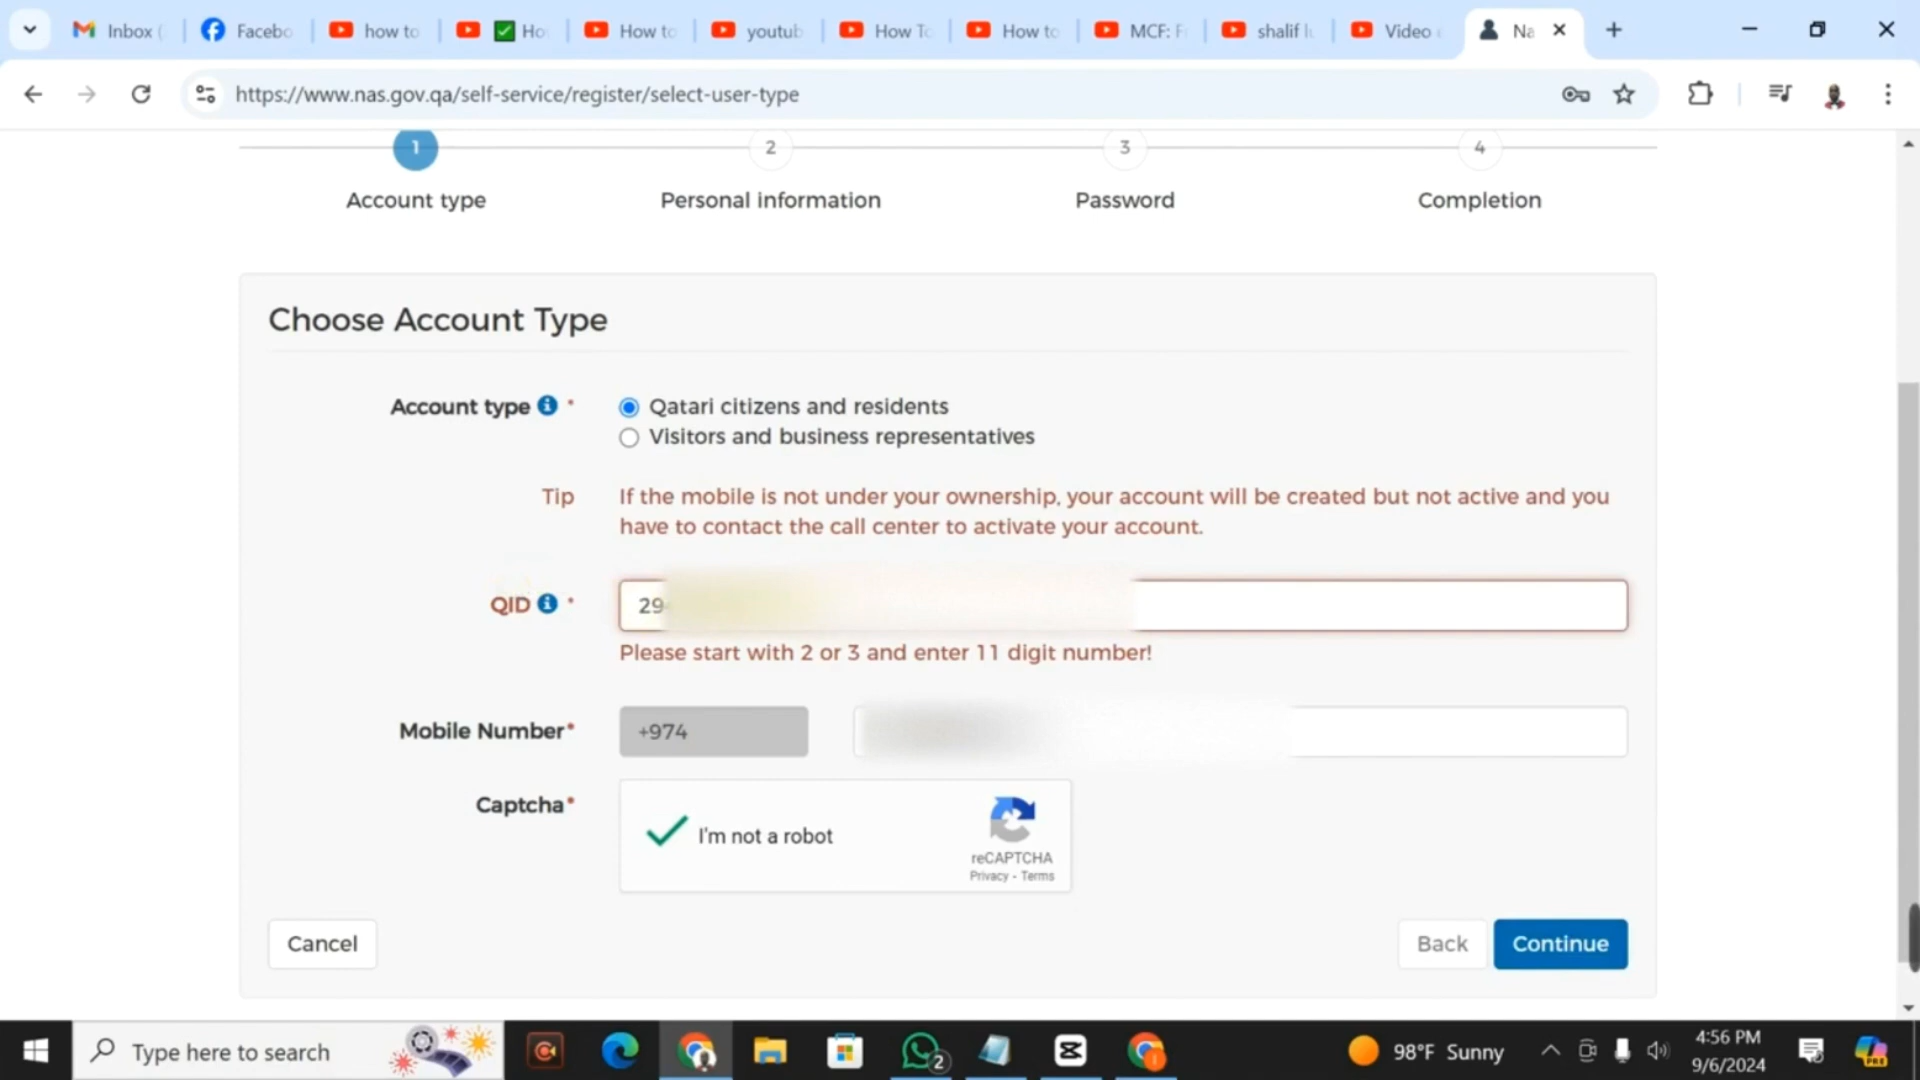 Inbox (
Facebo
how to
Ho
How to
youtub
How To
How to
MCF: F
shalif lu
Video e
Na
https://www.nas.gov.qa/self-service/register/select-user-type
1
2
3
4
Account type
Personal information
Password
Completion
Choose Account Type
Account type *
Qatari citizens and residents
Visitors and business representatives
Tip
If the mobile is not under your ownership, your account will be created but not active and you
have to contact the call center to activate your account.
QID *
29
Please start with 2 or 3 and enter 11 digit number!
Mobile Number*
+974
Captcha*
I'm not a robot
reCAPTCHA
Privacy - Terms
Cancel
Back
Continue
Type here to search
2
98°F Sunny
4:56 PM
9/6/2024
PRE